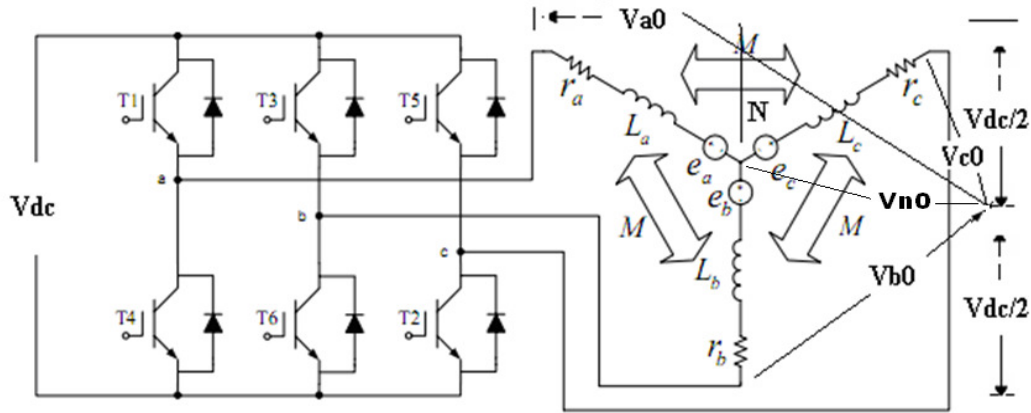 Va0
M
T1
T3
T5
r_a
L_a
N
L_c
r_c
Vdc/2
Vc0
a
Vdc
b
c
e_a
e_c
e_b
Vn0
M
M
L_b
Vb0
Vdc/2
T4
T6
T2
r_b